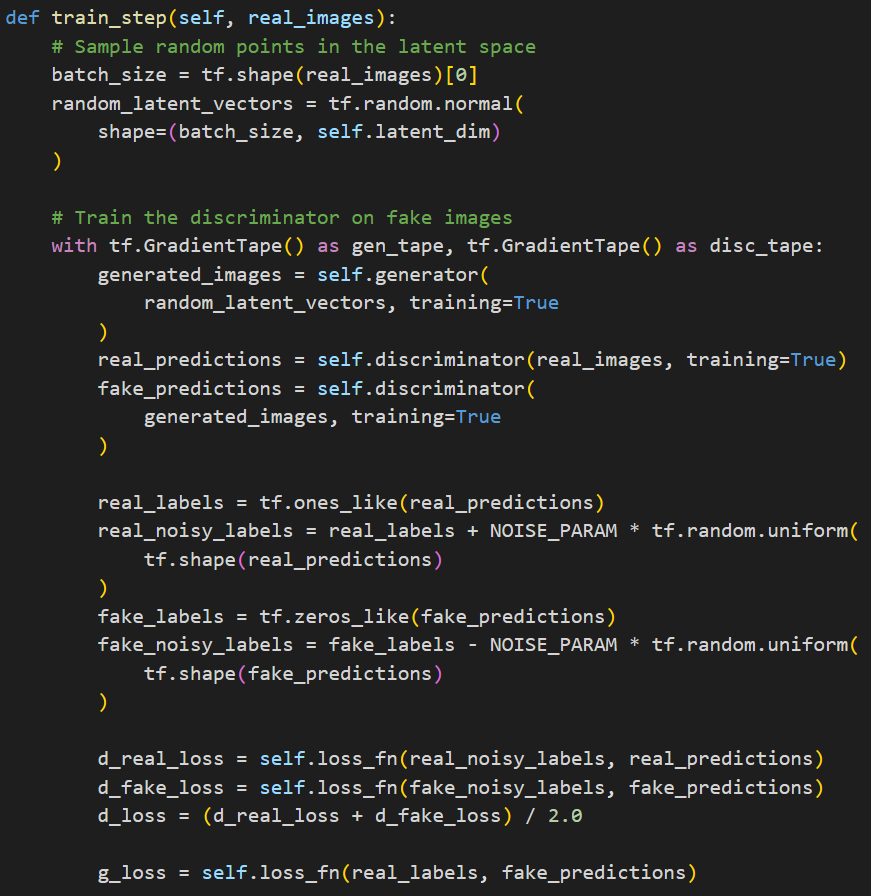 def train_step(self, real_images):
    # Sample random points in the latent space
    batch_size = tf.shape(real_images)[0]
    random_latent_vectors = tf.random.normal(
        shape=(batch_size, self.latent_dim)
    )

    # Train the discriminator on fake images
    with tf.GradientTape() as gen_tape, tf.GradientTape() as disc_tape:
        generated_images = self.generator(
            random_latent_vectors, training=True
        )
        real_predictions = self.discriminator(real_images, training=True)
        fake_predictions = self.discriminator(
            generated_images, training=True
        )

        real_labels = tf.ones_like(real_predictions)
        real_noisy_labels = real_labels + NOISE_PARAM * tf.random.uniform(
            tf.shape(real_predictions)
        )
        fake_labels = tf.zeros_like(fake_predictions)
        fake_noisy_labels = fake_labels - NOISE_PARAM * tf.random.uniform(
            tf.shape(fake_predictions)
        )

        d_real_loss = self.loss_fn(real_noisy_labels, real_predictions)
        d_fake_loss = self.loss_fn(fake_noisy_labels, fake_predictions)
        d_loss = (d_real_loss + d_fake_loss) / 2.0

        g_loss = self.loss_fn(real_labels, fake_predictions)